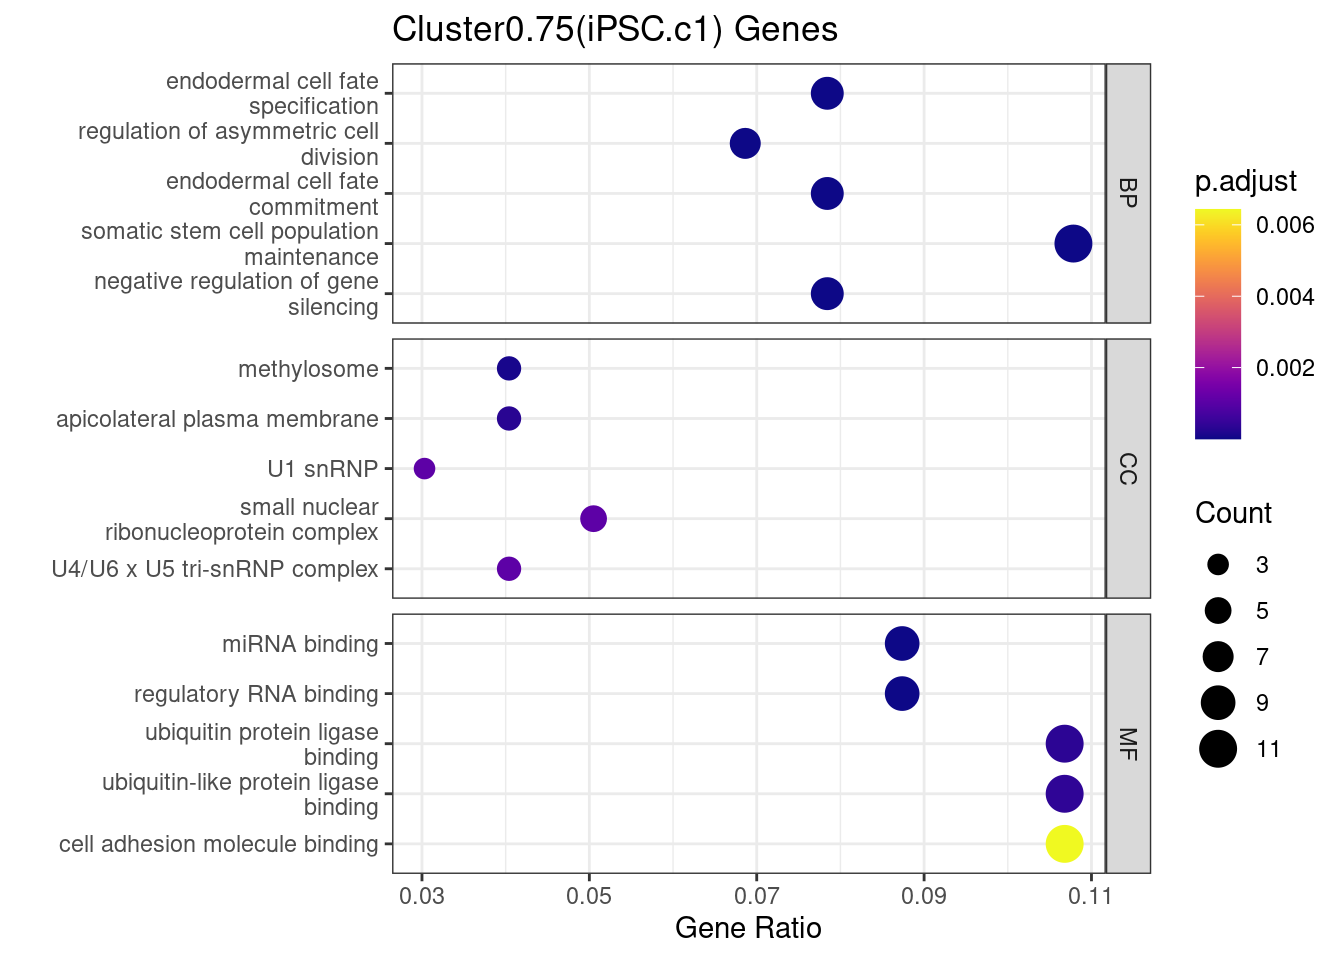 Cluster0.75(iPSC.c1) Genes
endodermal cell fate
specification
regulation of asymmetric cell
division
endodermal cell fate
commitment
somatic stem cell population
maintenance
negative regulation of gene
silencing
BP
methylosome
apicolateral plasma membrane
U1 snRNP
small nuclear
ribonucleoprotein complex
U4/U6 x U5 tri-snRNP complex
CC
miRNA binding
regulatory RNA binding
ubiquitin protein ligase
binding
ubiquitin-like protein ligase
binding
cell adhesion molecule binding
MF
0.03 0.05 0.07 0.09 0.11
Gene Ratio
p.adjust
0.006
0.004
0.002
Count
3
5
7
9
11